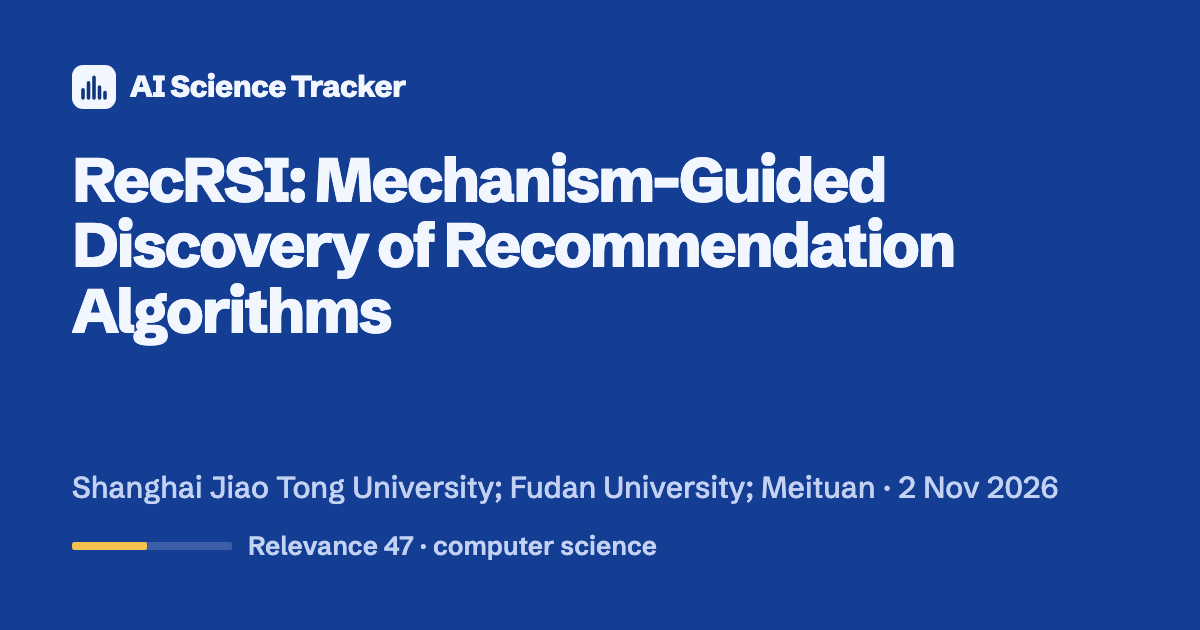 AI Science Tracker
RecRSI: Mechanism-Guided
Discovery of Recommendation
Algorithms
Shanghai Jiao Tong University; Fudan University; Meituan · 2 Nov 2026
Relevance 47 · computer science